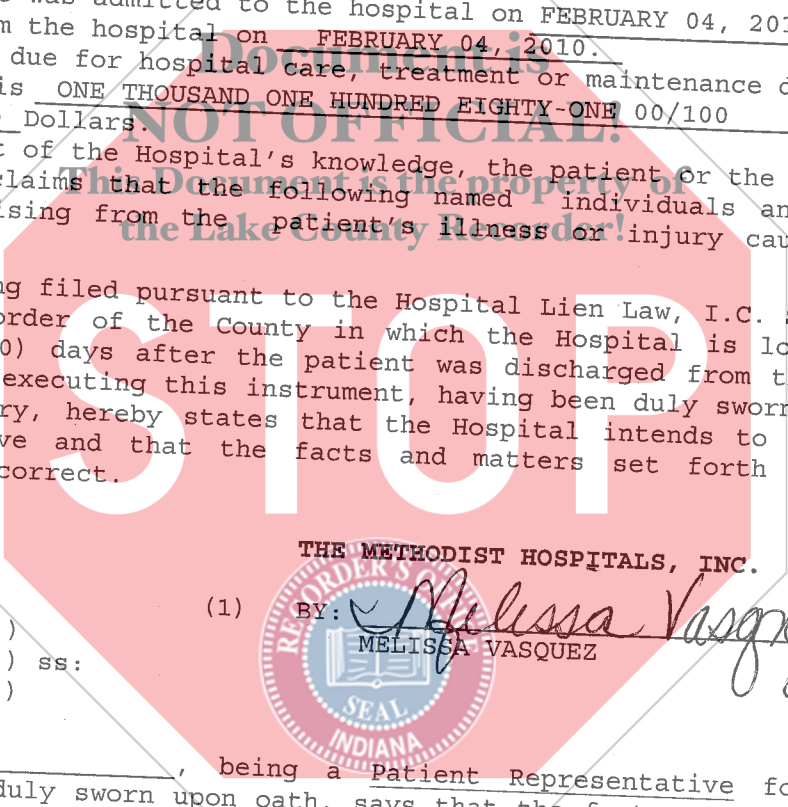 was admitted to the hospital on FEBRUARY 04, 201
m the hospital on FEBRUARY 04, 2010.
Document is
due for hospital care, treatment or maintenance d
is ONE THOUSAND ONE HUNDRED EIGHTY-ONE 00/100
NOT OFFICIAL!
Dollars.
t of the Hospital's knowledge, the patient or the
This Document is the property of
claims that the following named individuals an
the Lake County Recorder!
ising from the patient's illness or injury cau
STOP
ng filed pursuant to the Hospital Lien Law, I.C.
order of the County in which the Hospital is lo
0) days after the patient was discharged from t
executing this instrument, having been duly sworn
ry, hereby states that the Hospital intends to
ve and that the facts and matters set forth
correct.
THE METHODIST HOSPITALS, INC.
(1) BY: Melissa Vasqu
MELISSA VASQUEZ
)
) ss:
)
RECORDER'S OFFICE
SEAL
INDIANA
, being a Patient Representative fo
duly sworn upon oath, says that the